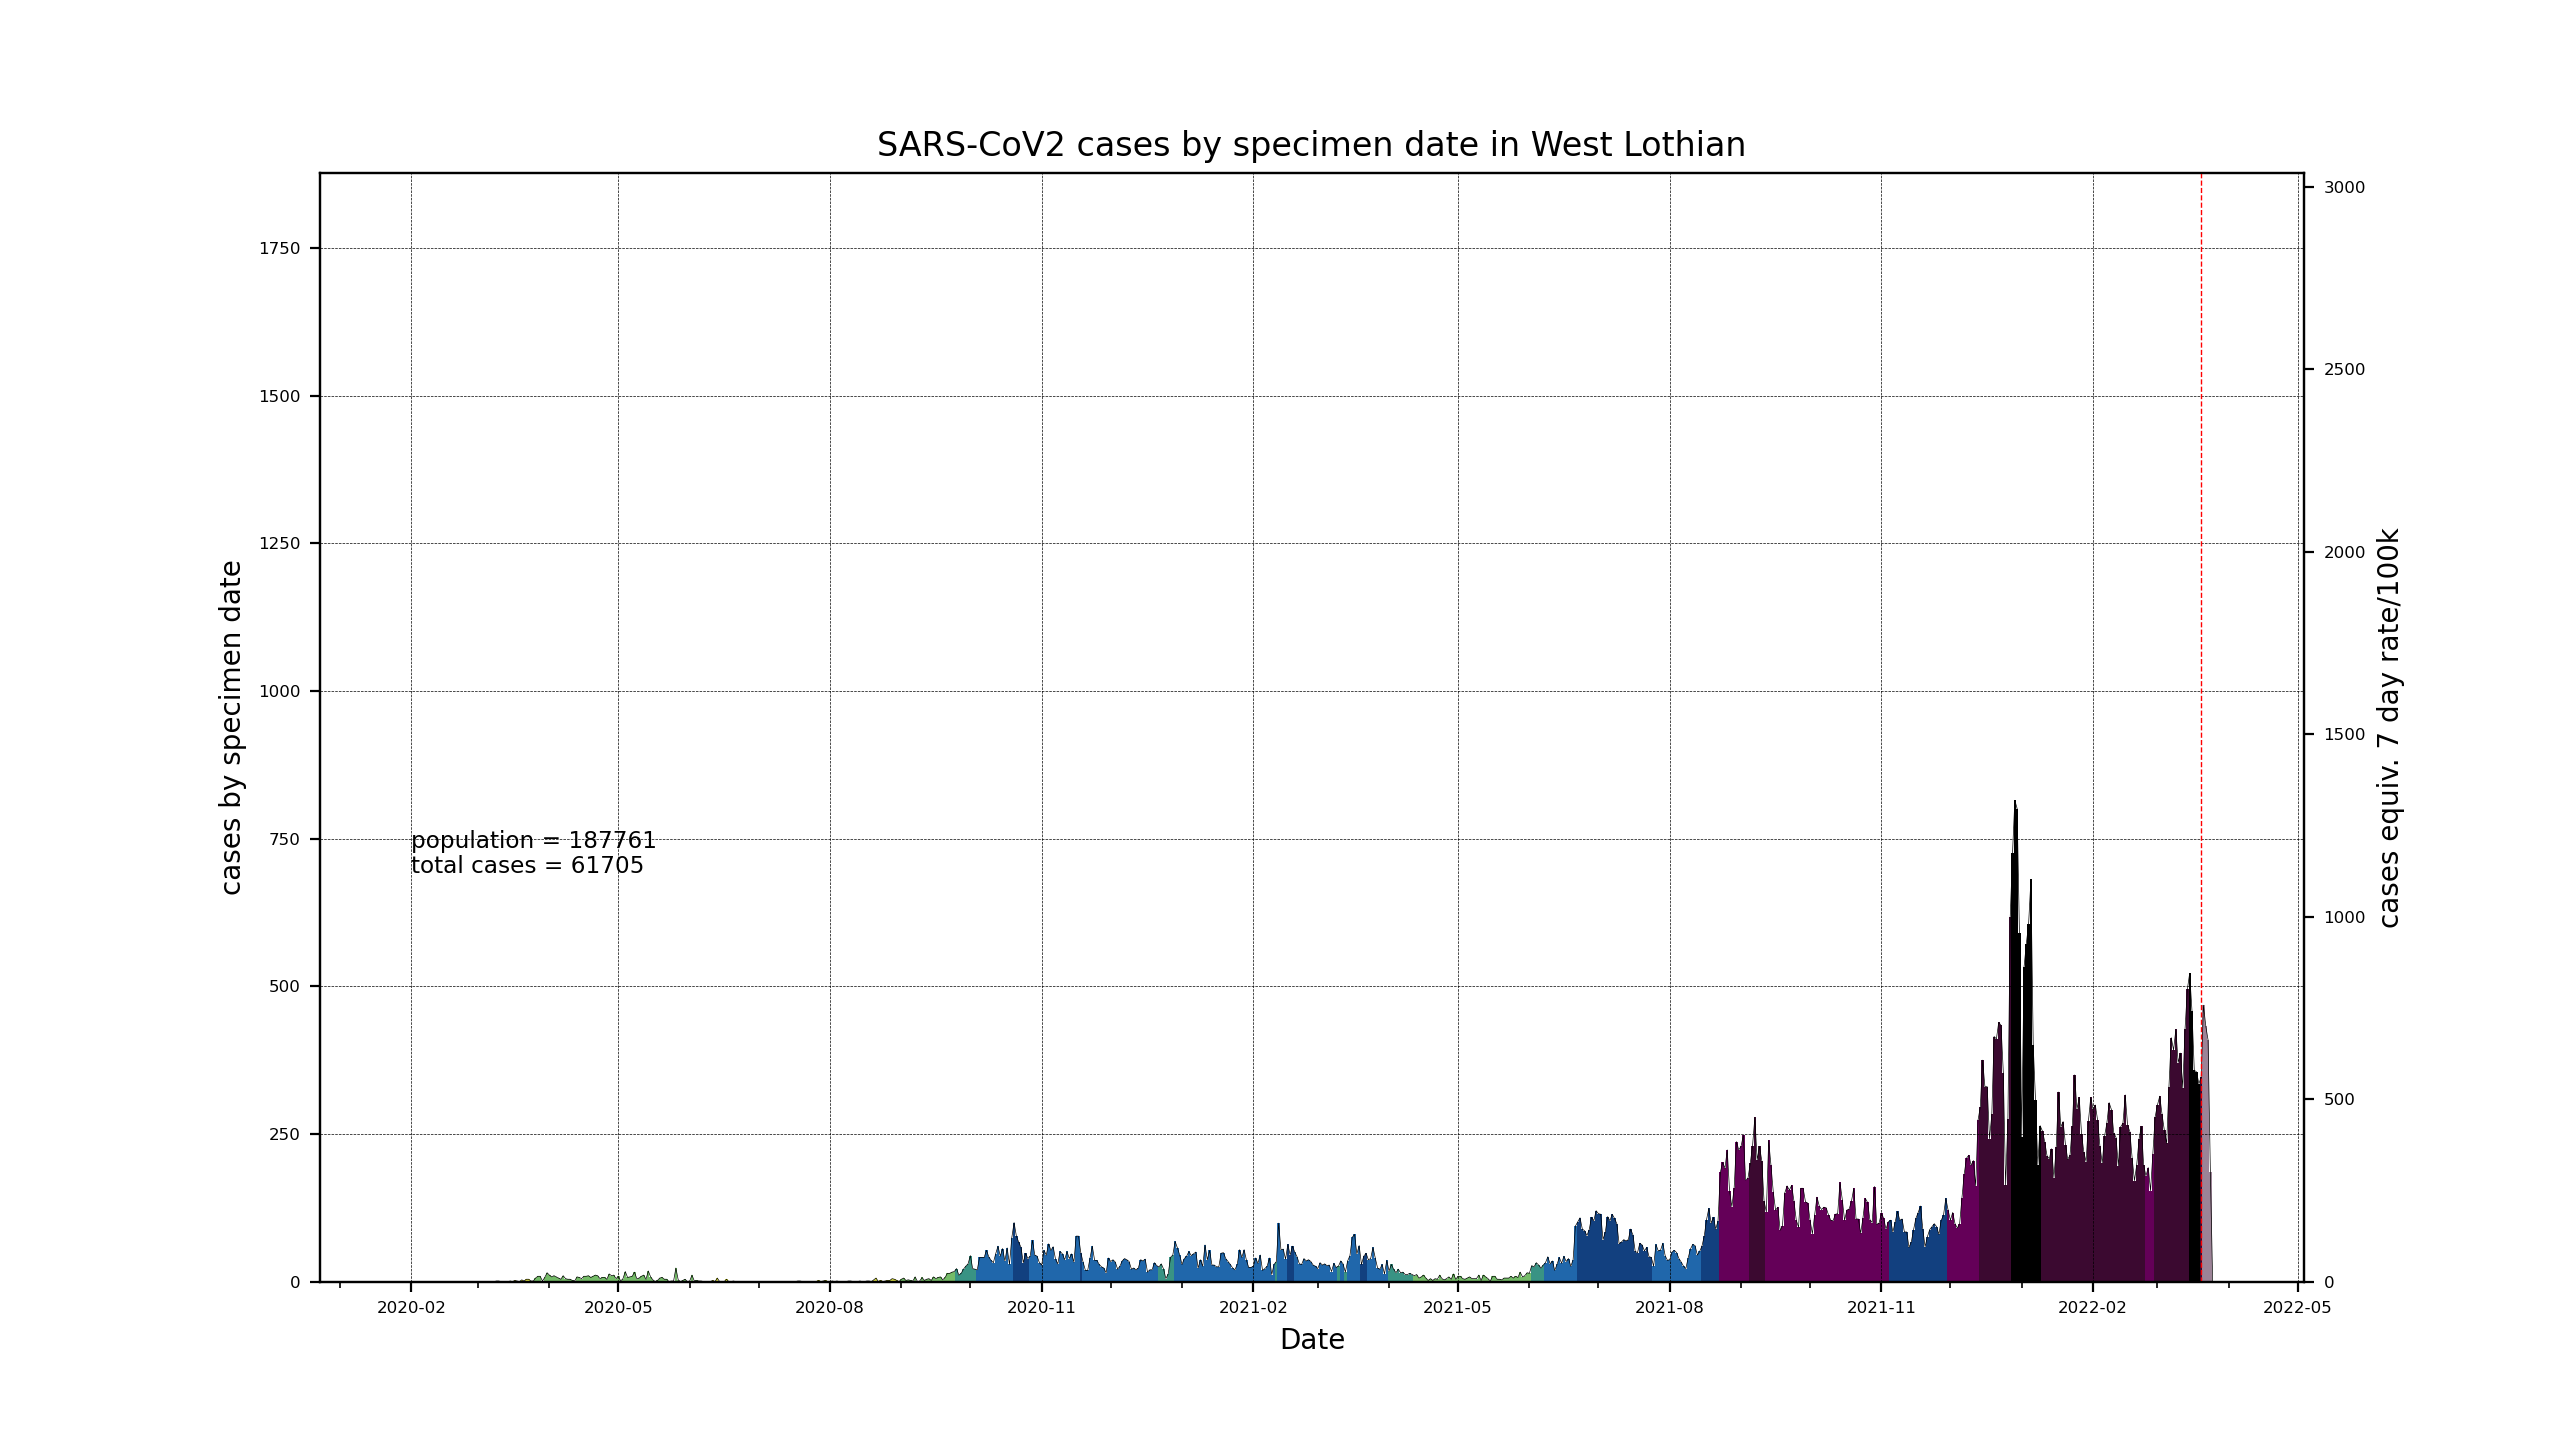 SARS-CoV2 cases by specimen date in West Lothian
cases by specimen date
1750
1500
1250
1000
750
500
250
0
population = 187761
total cases = 61705
3000
2500
2000
1500
1000
500
0
cases equiv. 7 day rate/100k
2020-02 2020-05 2020-08 2020-11 2021-02 2021-05 2021-08 2021-11 2022-02 2022-05
Date